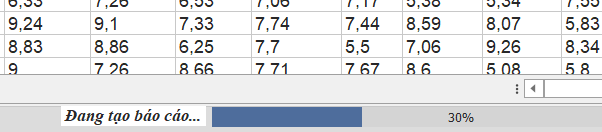 6,33 7,26 6,53 7,06 7,17 5,38 5,34 7,55
9,24 9,1 7,33 7,74 7,44 8,59 8,07 5,83
8,83 8,86 6,25 7,7 5,5 7,06 9,26 8,34
9 7,26 8,66 7,71 7,67 8,6 5,08 5,8
Đang tạo báo cáo... 30%